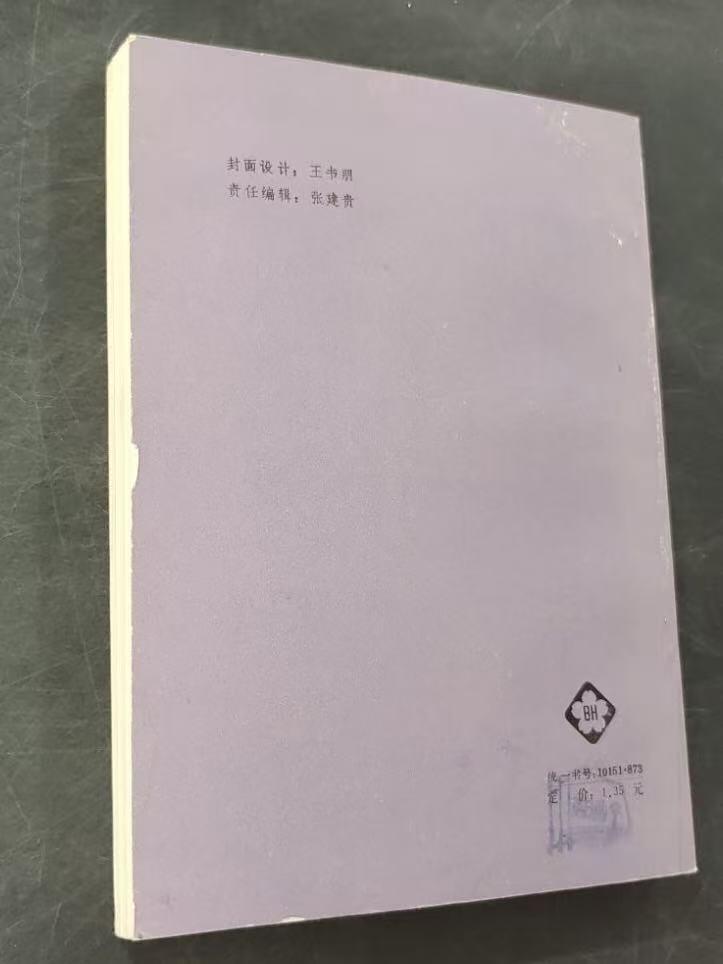 封面设计：王书朋
责任编辑：张建贵
BH
统一书号：10151·873
定 价：1.35 元